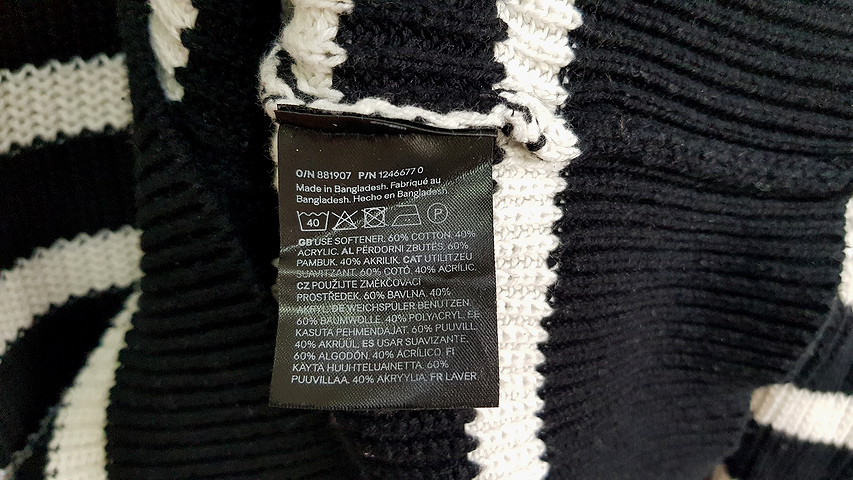 O/N 881907 P/N 1246677 0
Made in Bangladesh. Fabriqué au
Bangladesh. Hecho en Bangladesh
40 P
GB USE SOFTENER. 60% COTTON. 40%
ACRYLIC. AL PËRDORNI ZBUTËS. 60%
PAMBUK. 40% AKRILIK. CAT UTILITZEU
SUAVITZANT. 60% COTÓ. 40% ACRÍLIC.
CZ POUŽIJTE ZMĚKČOVACÍ
PROSTŘEDEK. 60% BAVLNA. 40%
AKRYL. DE WEICHSPÜLER BENUTZEN.
60% BAUMWOLLE. 40% POLYACRYL. EE
KASUTA PEHMENDAJAT. 60% PUUVILL.
40% AKRÜÜL. ES USAR SUAVIZANTE.
60% ALGODÓN. 40% ACRÍLICO. FI
KÄYTÄ HUUHTELUAINETTA. 60%
PUUVILLAA. 40% AKRYYLIA. FR LAVER